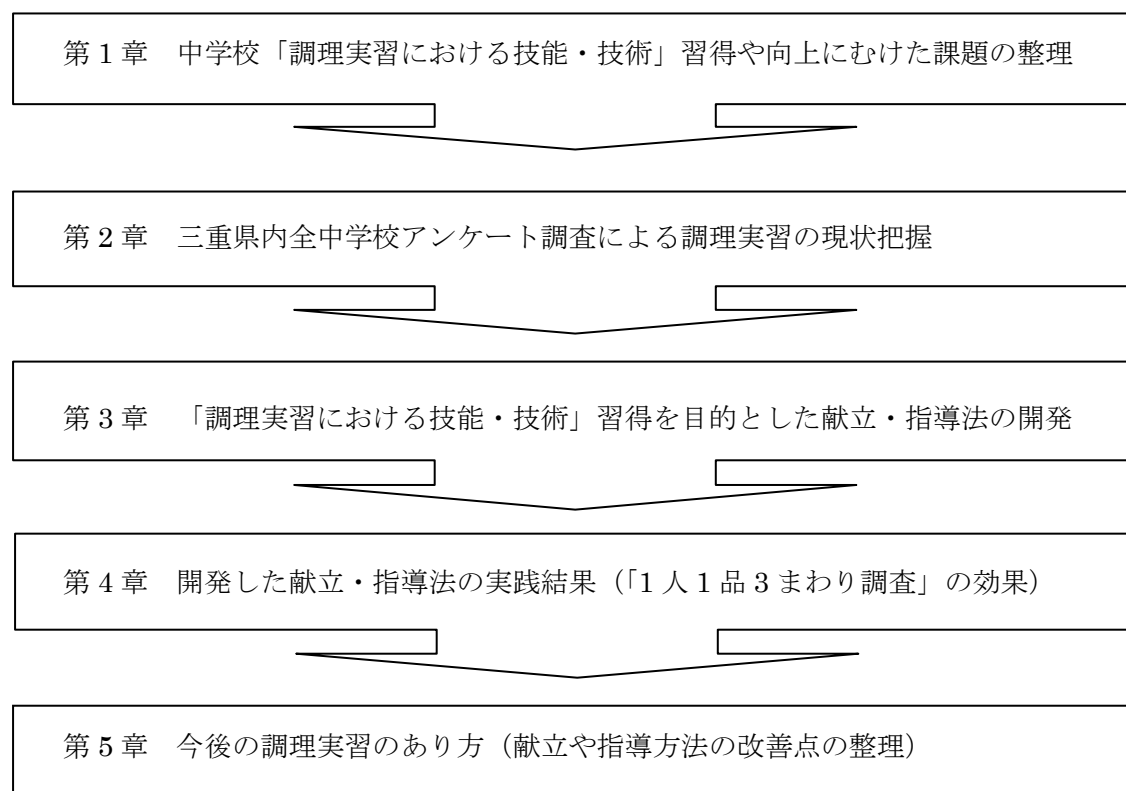 第1章 中学校「調理実習における技能・技術」習得や向上にむけた課題の整理
第2章 三重県内全中学校アンケート調査による調理実習の現状把握
第3章 「調理実習における技能・技術」習得を目的とした献立・指導法の開発
第4章 開発した献立・指導法の実践結果（「1人1品3まわり調査」の効果）
第5章 今後の調理実習のあり方（献立や指導方法の改善点の整理）